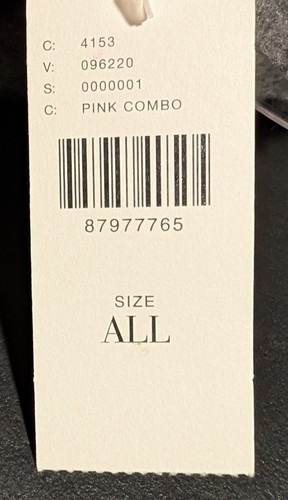 C: 4153
V: 096220
S: 0000001
C: PINK COMBO
87977765
SIZE
ALL